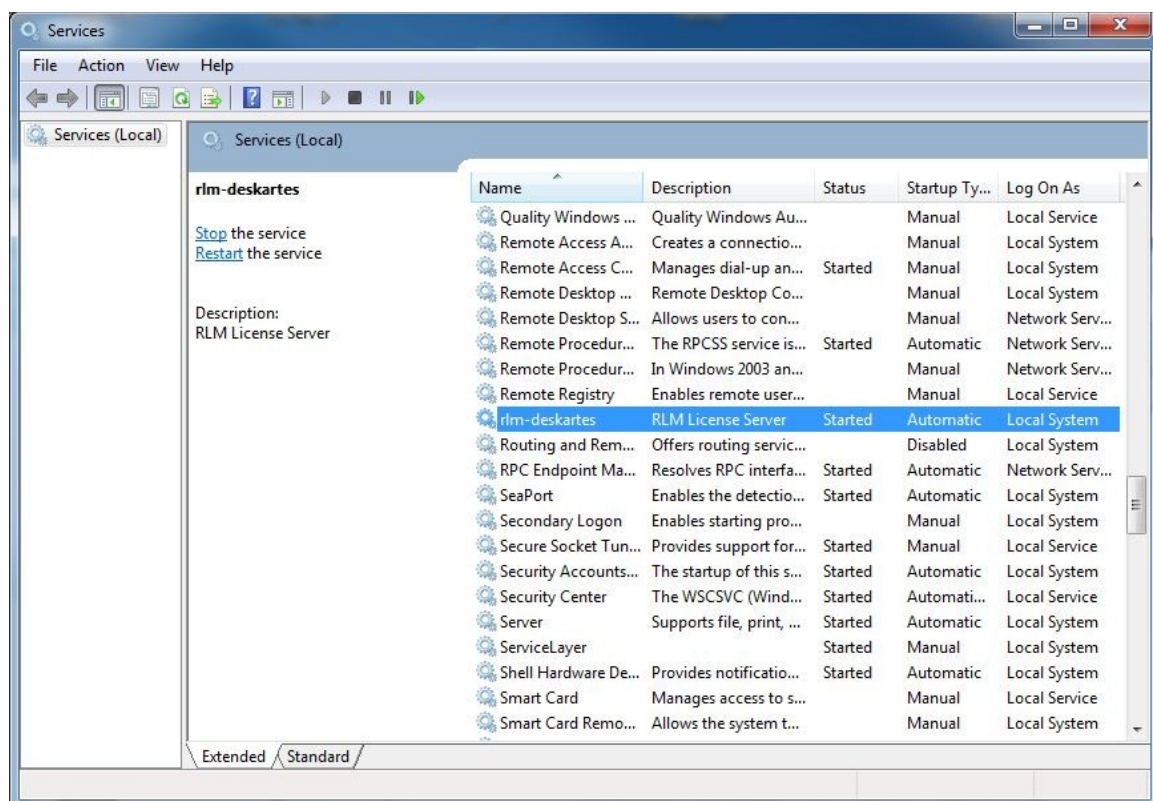 Services
File Action View Help
Services (Local)
Services (Local)
rlm-deskartes
Stop the service
Restart the service
Description:
RLM License Server
Name Description Status Startup Ty... Log On As
Quality Windows ... Quality Windows Au... Manual Local Service
Remote Access A... Creates a connectio... Manual Local System
Remote Access C... Manages dial-up an... Started Manual Local System
Remote Desktop ... Remote Desktop Co... Manual Local System
Remote Desktop S... Allows users to con... Manual Network Serv...
Remote Procedur... The RPCSS service is... Started Automatic Network Serv...
Remote Procedur... In Windows 2003 an... Manual Network Serv...
Remote Registry Enables remote user... Manual Local Service
rlm-deskartes RLM License Server Started Automatic Local System
Routing and Rem... Offers routing servic... Disabled Local System
RPC Endpoint Ma... Resolves RPC interfa... Started Automatic Network Serv...
SeaPort Enables the detectio... Started Automatic Local System
Secondary Logon Enables starting pro... Manual Local System
Secure Socket Tun... Provides support for... Started Manual Local Service
Security Accounts... The startup of this s... Started Automatic Local System
Security Center The WSCSVC (Wind... Started Automati... Local Service
Server Supports file, print, ... Started Automatic Local System
ServiceLayer Started Manual Local System
Shell Hardware De... Provides notificatio... Started Automatic Local System
Smart Card Manages access to s... Manual Local Service
Smart Card Remo... Allows the system t... Manual Local System
Extended Standard